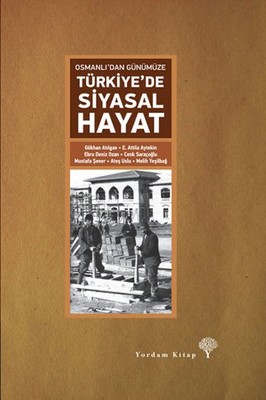 OSMANLI'DAN GÜNÜMÜZE
TÜRKİYE'DE
SİYASAL
HAYAT
Gökhan Atılgan • E. Attila Aytekin
Ebru Deniz Ozan • Cenk Saraçoğlu
Mustafa Şener • Ateş Uslu • Melih Yeşilbağ
Yordam Kitap